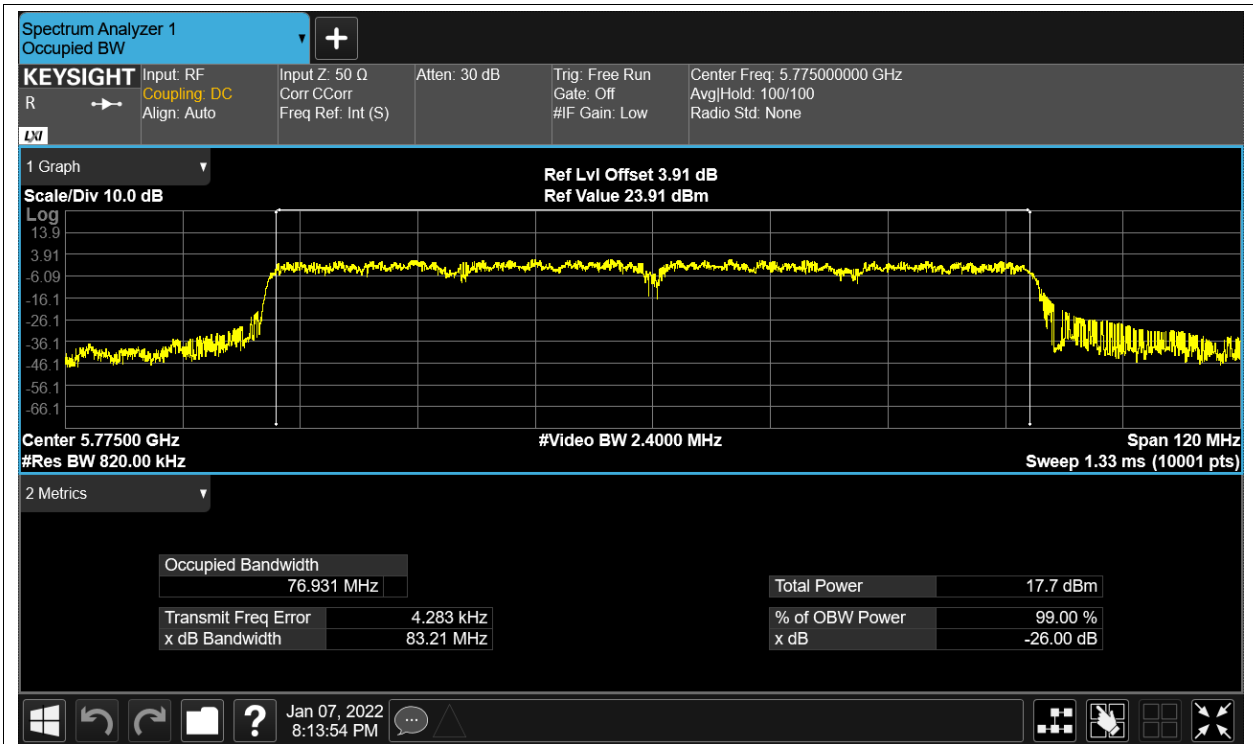 Spectrum Analyzer 1
Occupied BW
KEYSIGHT
R
LXI
Input: RF
Coupling: DC
Align: Auto
Input Z: 50 Ω
Corr CCorr
Freq Ref: Int (S)
Atten: 30 dB
Trig: Free Run
Gate: Off
#IF Gain: Low
Center Freq: 5.775000000 GHz
Avg|Hold: 100/100
Radio Std: None
1 Graph
Scale/Div 10.0 dB
Ref Lvl Offset 3.91 dB
Ref Value 23.91 dBm
Log
13.9
3.91
-6.09
-16.1
-26.1
-36.1
-46.1
-56.1
-66.1
Center 5.77500 GHz
#Res BW 820.00 kHz
#Video BW 2.4000 MHz
Span 120 MHz
Sweep 1.33 ms (10001 pts)
2 Metrics
Occupied Bandwidth
76.931 MHz
Transmit Freq Error 4.283 kHz
x dB Bandwidth 83.21 MHz
Total Power 17.7 dBm
% of OBW Power 99.00 %
x dB -26.00 dB
?
Jan 07, 2022
8:13:54 PM